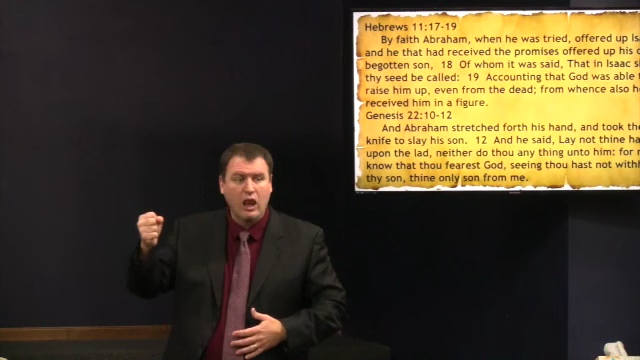 Hebrews 11:17-19
By faith Abraham, when he was tried, offered up
and he that had received the promises offered up his
begotten son, 18 Of whom it was said, That in Isaac
thy seed be called: 19 Accounting that God was able
raise him up, even from the dead; from whence also
received him in a figure.
Genesis 22:10-12
And Abraham stretched forth his hand, and took the
knife to slay his son. 12 And he said, Lay not thine
upon the lad, neither do thou any thing unto him: for
know that thou fearest God, seeing thou hast not
thy son, thine only son from me.